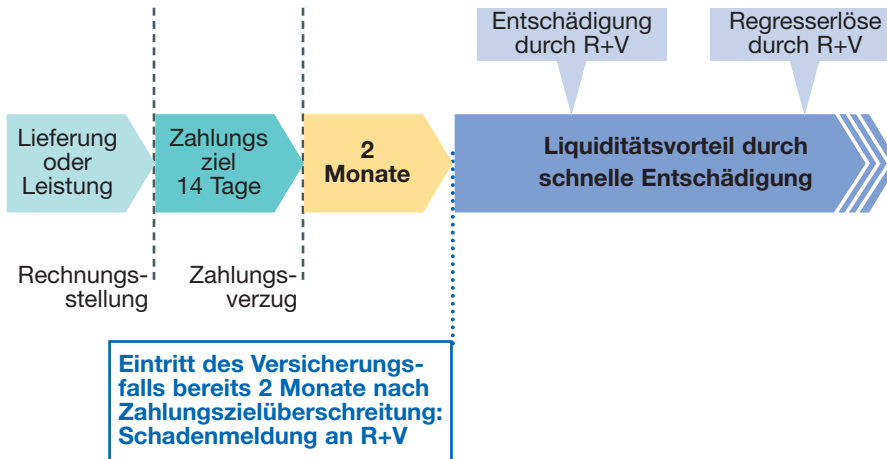 Entschädigung
durch R+V
Regresserlöse
durch R+V
Lieferung
oder
Leistung
Zahlungs
ziel
14 Tage
2
Monate
Liquiditätsvorteil durch
schnelle Entschädigung
Rechnungs-
stellung
Zahlungs-
verzug
Eintritt des Versicherungs-
falls bereits 2 Monate nach
Zahlungszielüberschreitung:
Schadenmeldung an R+V